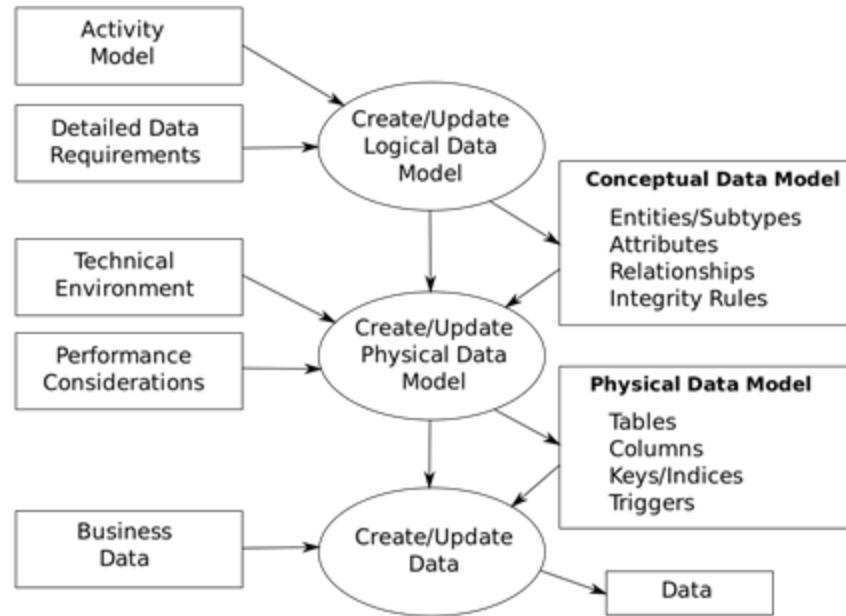 Activity
Model
Detailed Data
Requirements
Create/Update
Logical Data
Model
Conceptual Data Model
Entities/Subtypes
Attributes
Relationships
Integrity Rules
Technical
Environment
Performance
Considerations
Create/Update
Physical Data
Model
Physical Data Model
Tables
Columns
Keys/Indices
Triggers
Business
Data
Create/Update
Data
Data